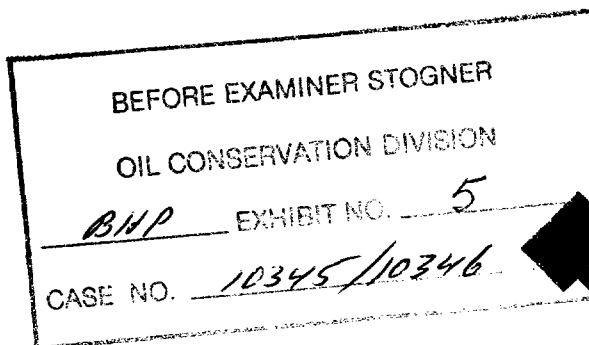 BEFORE EXAMINER STOGNER
OIL CONSERVATION DIVISION
BHP EXHIBIT NO. 5
CASE NO. 10345/10346